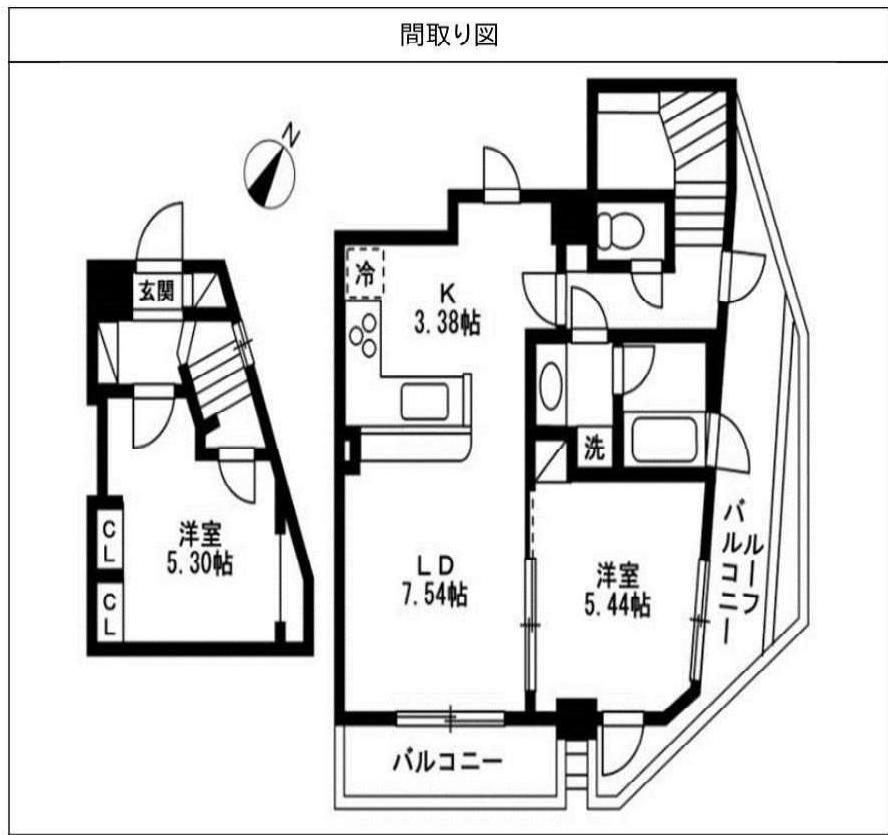 間取り図
N
玄関
洋室
5.30帖
CL
CL
冷
K
3.38帖
洗
LD
7.54帖
洋室
5.44帖
ルーフ
バルコニー
バルコニー